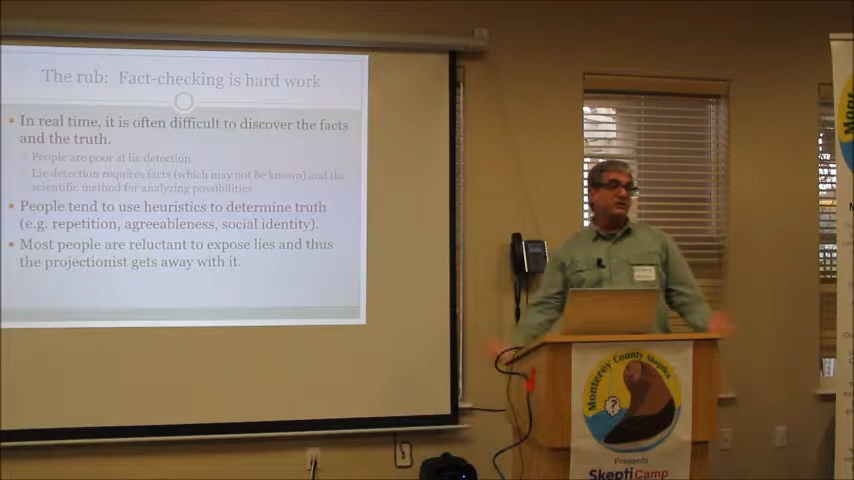 The rub: Fact-checking is hard work
In real time, it is often difficult to discover the facts
and the truth.
People are poor at lie detection
Lie detection requires facts (which may not be known) and the
scientific method for analyzing possibilities
People tend to use heuristics to determine truth
(e.g. repetition, agreeableness, social identity).
Most people are reluctant to expose lies and thus
the projectionist gets away with it.
Monterey County Skeptics
?
Presents
SkeptiCamp